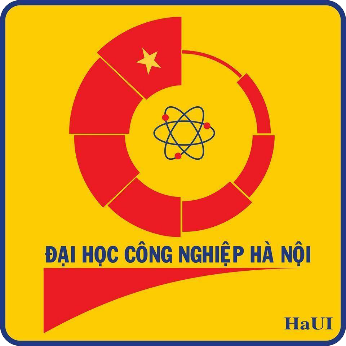 ĐẠI HỌC CÔNG NGHIỆP HÀ NỘI
HaUI